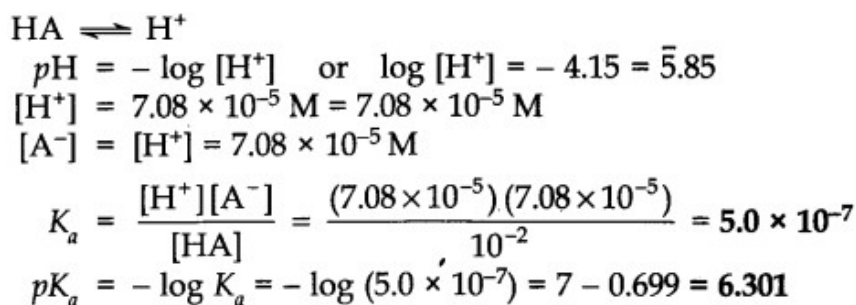 HA ⇌ H⁺
pH = − log [H⁺] or log [H⁺] = − 4.15 = 5̄.85
[H⁺] = 7.08 × 10⁻⁵ M = 7.08 × 10⁻⁵ M
[A⁻] = [H⁺] = 7.08 × 10⁻⁵ M
Kₐ = [H⁺][A⁻] / [HA] = (7.08 × 10⁻⁵) (7.08 × 10⁻⁵) / 10⁻² = 5.0 × 10⁻⁷
pKₐ = − log Kₐ = − log (5.0 × 10⁻⁷) = 7 − 0.699 = 6.301